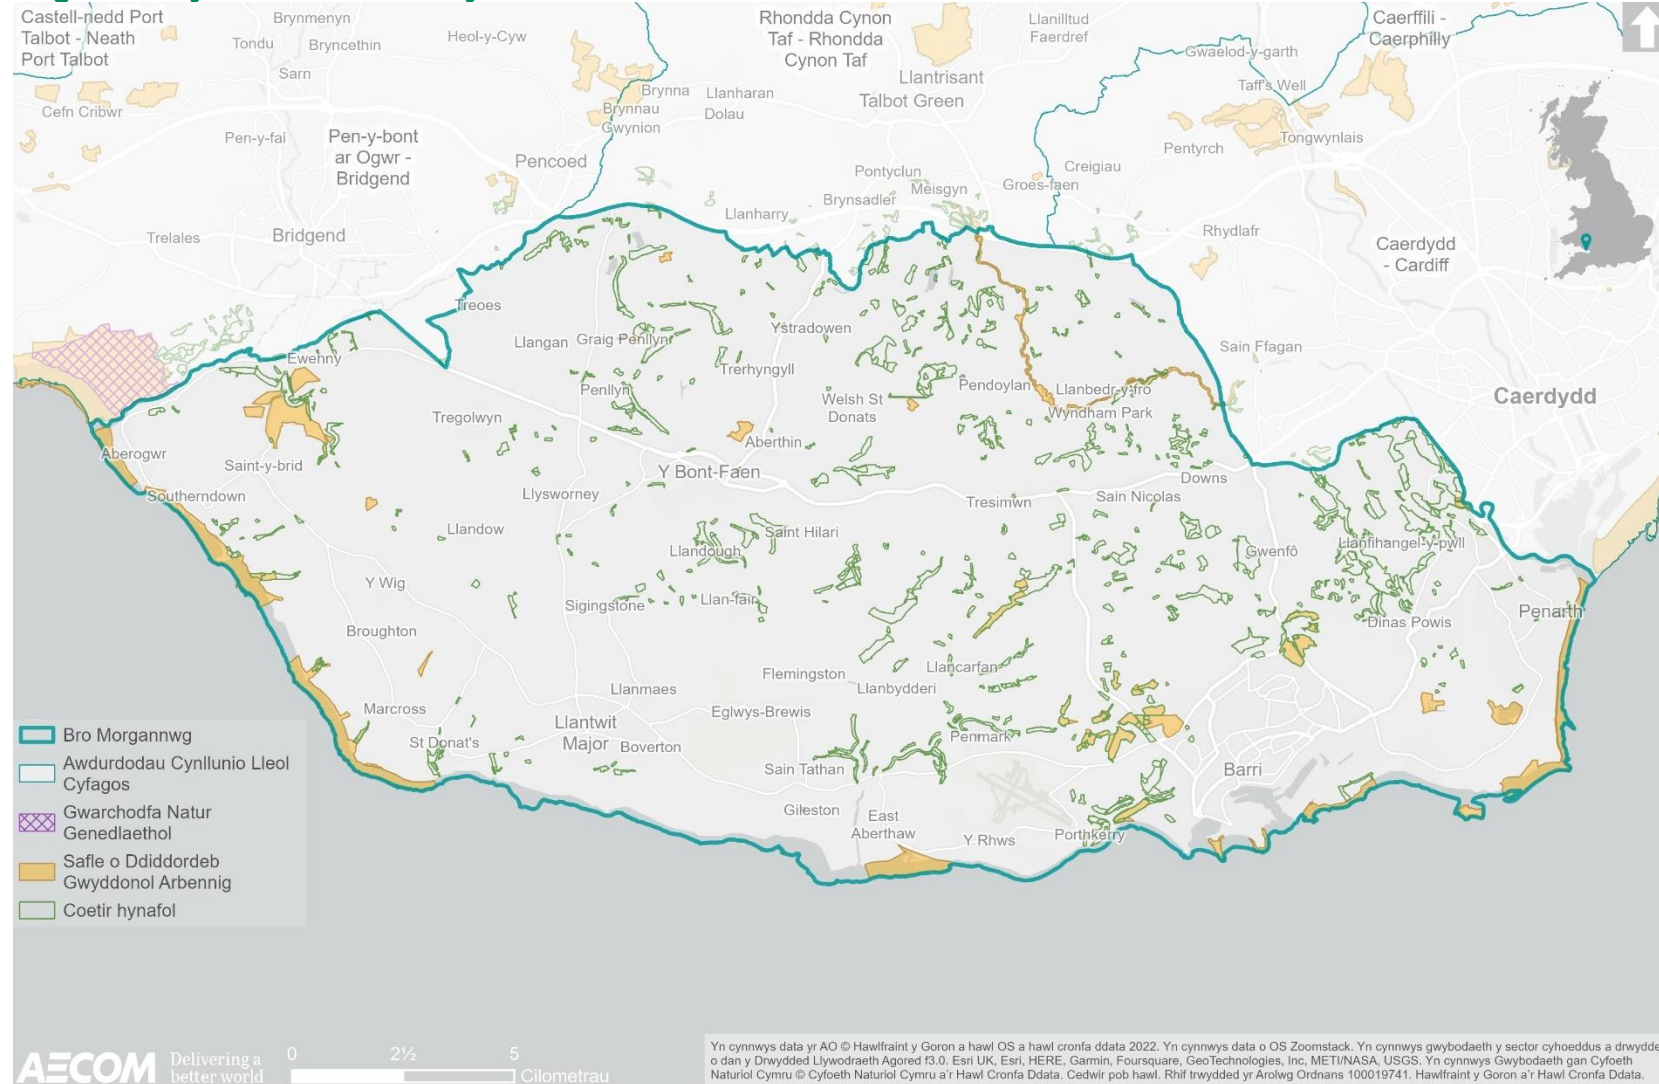 Castell-nedd Port
Talbot - Neath
Port Talbot
Brynmenyn
Tondu
Bryncethin
Heol-y-Cyw
Sarn
Cefn Cribwr
Pen-y-fai
Pen-y-bont
ar Ogwr -
Bridgend
Trelales
Bridgend
Pencoed
Brynna
Brynnau
Gwynion
Llanharan
Dolau
Rhondda Cynon
Taf - Rhondda
Cynon Taf
Llantrisant
Talbot Green
Llanilltud
Faerdref
Caerffili -
Caerphilly
Gwaelod-y-garth
Taff's Well
Tongwynlais
Pentyrch
Creigiau
Groes-faen
Pontyclun
Meisgyn
Brynsadler
Llanharry
Rhydlafr
Caerdydd
- Cardiff
Sain Ffagan
Caerdydd
Treoes
Ewenny
Llangan
Graig Penllyn
Ystradowen
Trerhyngyll
Penllyn
Tregolwyn
Welsh St
Donats
Pendoylan
Llanbedr-y-fro
Wyndham Park
Aberthin
Y Bont-Faen
Aberogwr
Saint-y-brid
Southerndown
Llysworney
Llandow
Tresimwn
Sain Nicolas
Downs
Saint Hilari
Llandough
Gwenfô
Llanfihangel-y-pwll
Y Wig
Sigingstone
Llan-fair
Broughton
Dinas Powis
Penarth
Flemingston
Llancarfan
Llanbydderi
Llanmaes
Marcross
St Donat's
Llantwit
Major
Boverton
Eglwys-Brewis
Penmark
Sain Tathan
Barri
Gileston
East
Aberthaw
Y Rhws
Porthkerry
Bro Morgannwg
Awdurdodau Cynllunio Lleol
Cyfagos
Gwarchodfa Natur
Genedlaethol
Safle o Ddiddordeb
Gwyddonol Arbennig
Coetir hynafol
AECOM
Delivering a
better world
0 2½ 5
Cilometrau
Yn cynnwys data yr AO © Hawlfraint y Goron a hawl OS a hawl cronfa ddata 2022. Yn cynnwys data o OS Zoomstack. Yn cynnwys gwybodaeth y sector cyhoeddus a drwydde
o dan y Drwydded Llywodraeth Agored f3.0. Esri UK, Esri, HERE, Garmin, Foursquare, GeoTechnologies, Inc, METI/NASA, USGS. Yn cynnwys Gwybodaeth gan Cyfoeth
Naturiol Cymru © Cyfoeth Naturiol Cymru a'r Hawl Cronfa Ddata. Cedwir pob hawl. Rhif trwydded yr Arolwg Ordnans 100019741. Hawlfraint y Goron a'r Hawl Cronfa Ddata.